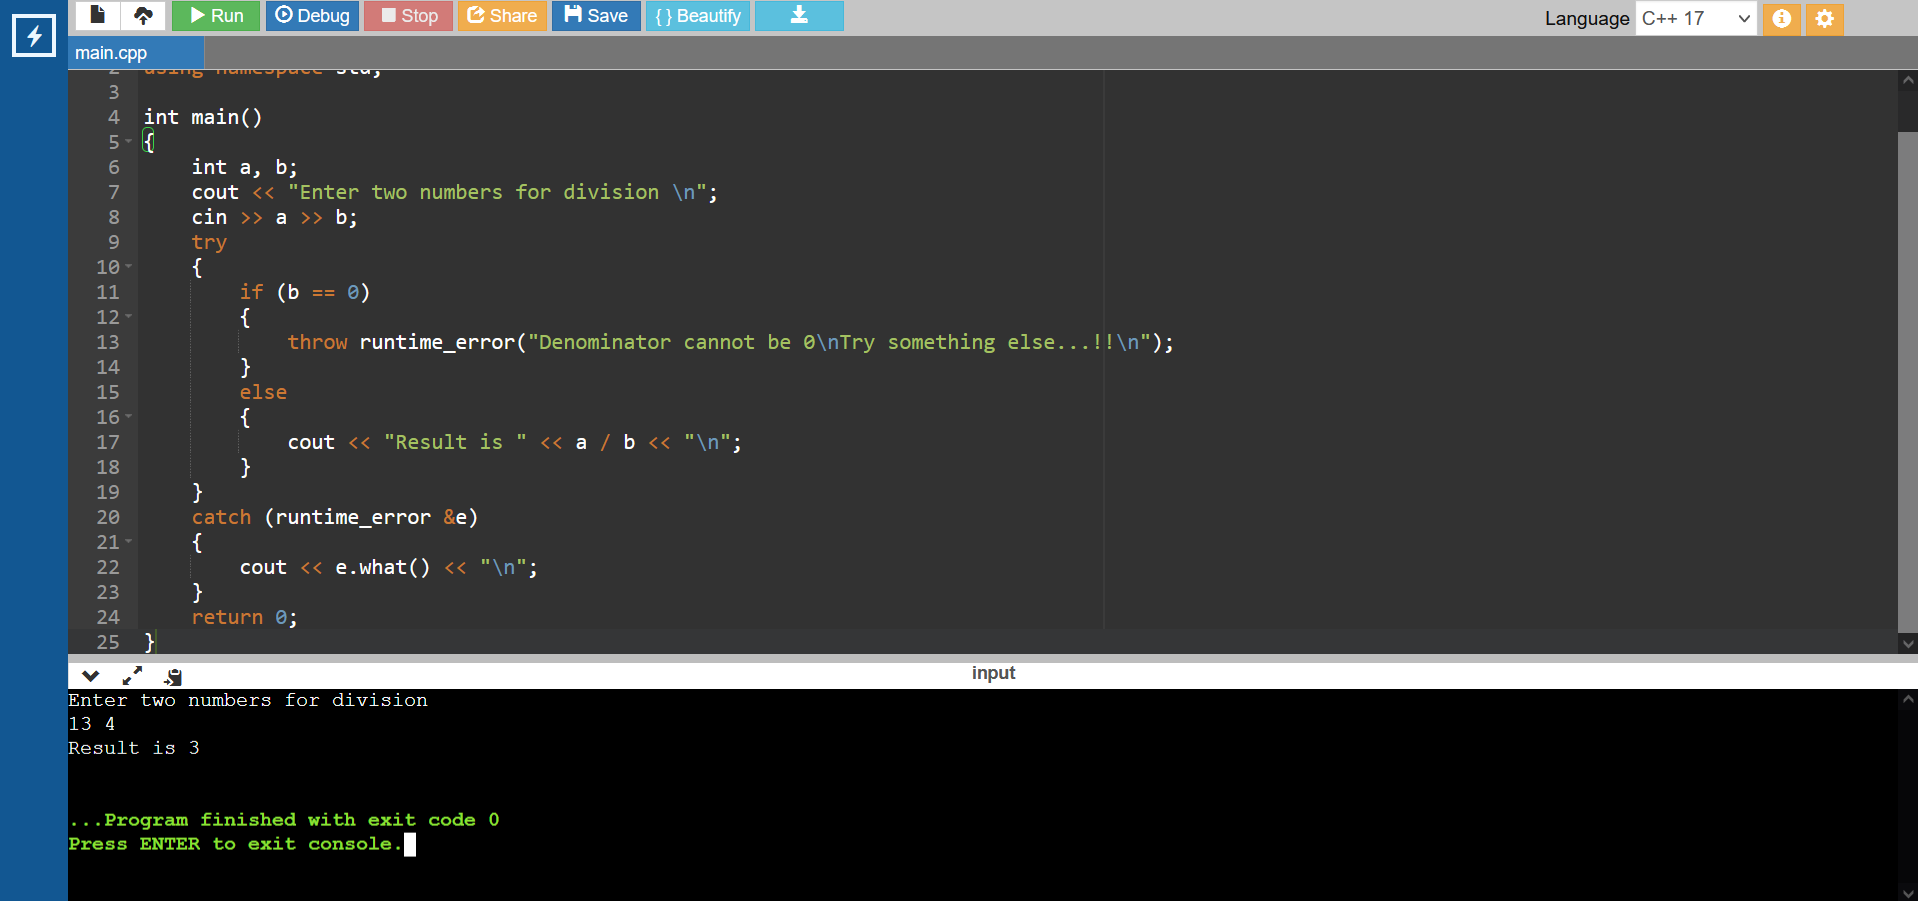 Run Debug Stop Share Save { } Beautify Language C++ 17
main.cpp
2 using namespace std;
3
4 int main()
5 {
6 int a, b;
7 cout << "Enter two numbers for division \n";
8 cin >> a >> b;
9 try
10 {
11 if (b == 0)
12 {
13 throw runtime_error("Denominator cannot be 0\nTry something else...!!\n");
14 }
15 else
16 {
17 cout << "Result is " << a / b << "\n";
18 }
19 }
20 catch (runtime_error &e)
21 {
22 cout << e.what() << "\n";
23 }
24 return 0;
25 }
input
Enter two numbers for division
13 4
Result is 3
...Program finished with exit code 0
Press ENTER to exit console.